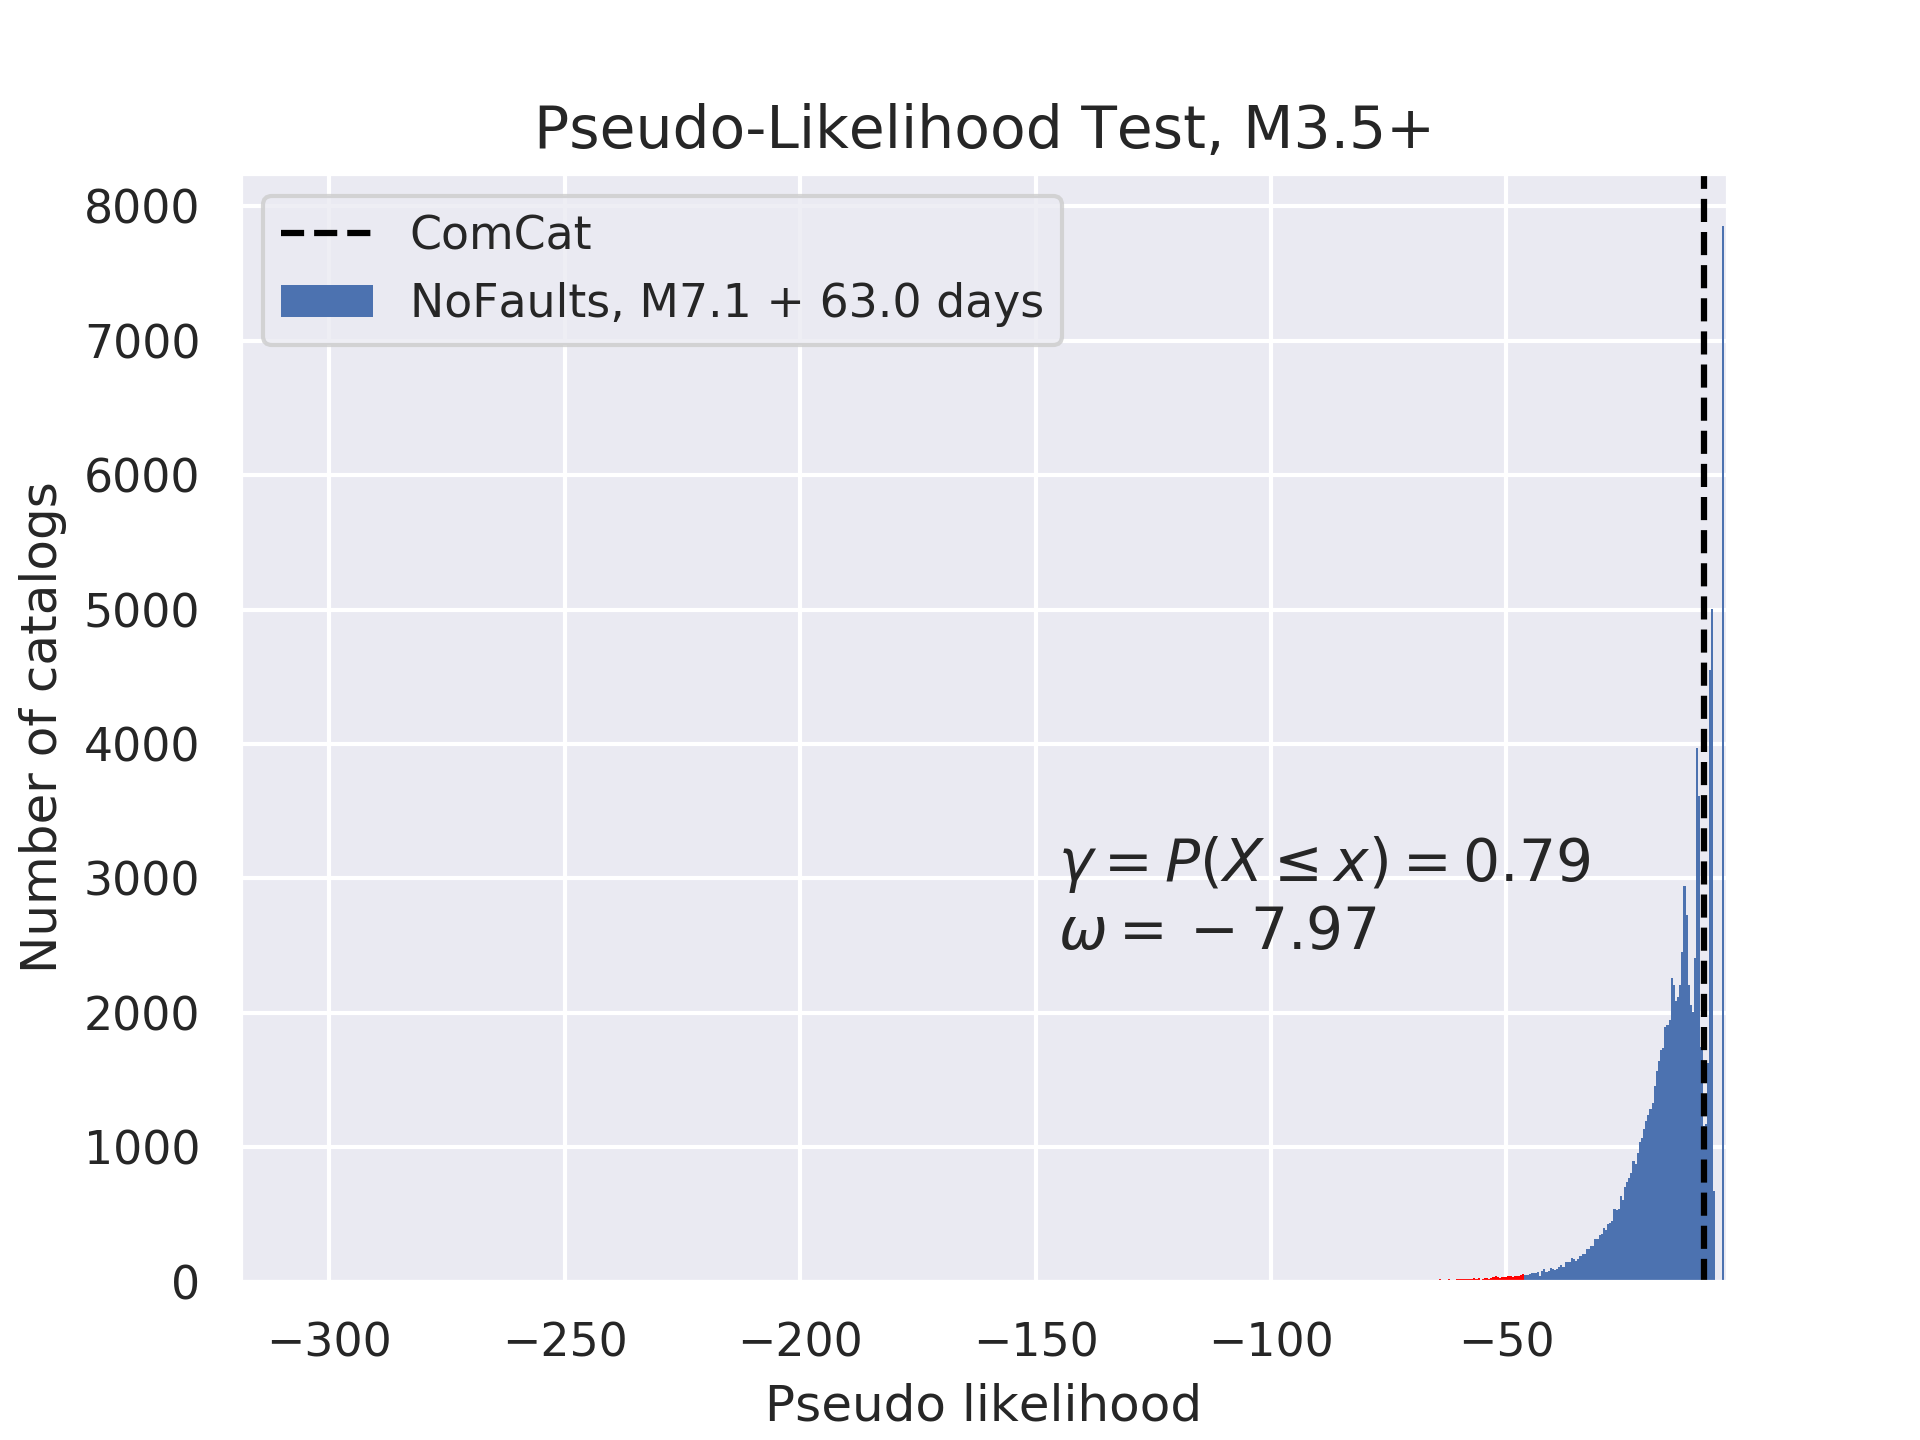 Pseudo-Likelihood Test, M3.5+
ComCat
NoFaults, M7.1 + 63.0 days
8000
7000
6000
5000
4000
3000
2000
1000
0
Number of catalogs
γ = P(X ≤ x) = 0.79
ω = − 7.97
−300 −250 −200 −150 −100 −50
Pseudo likelihood